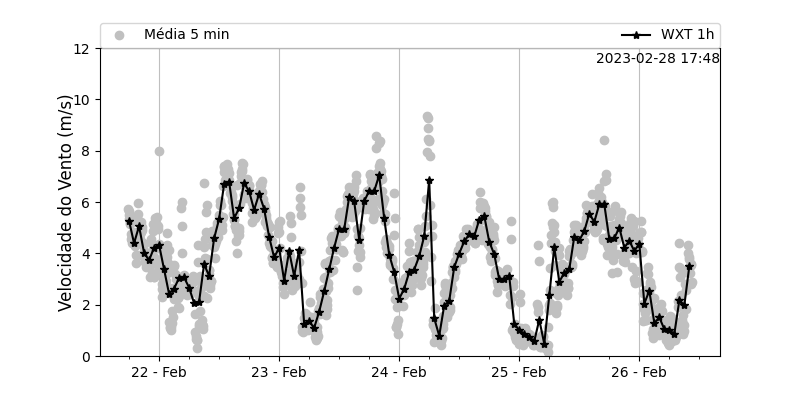 Média 5 min
WXT 1h
2023-02-28 17:48
Velocidade do Vento (m/s)
12
10
8
6
4
2
0
22 - Feb
23 - Feb
24 - Feb
25 - Feb
26 - Feb